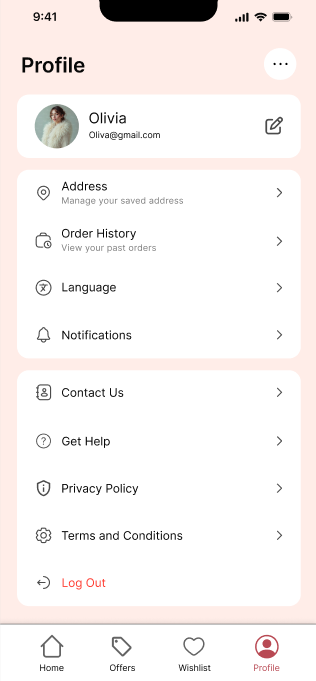 9:41
Profile
Olivia
Oliva@gmail.com
Address
Manage your saved address
Order History
View your past orders
Language
Notifications
Contact Us
Get Help
Privacy Policy
Terms and Conditions
Log Out
Home
Offers
Wishlist
Profile